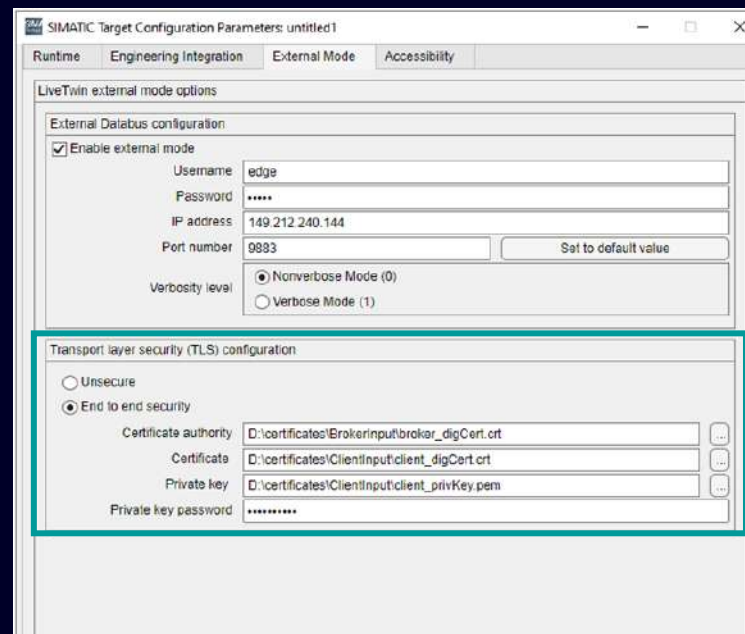 SIMATIC Target Configuration Parameters: untitled1
Runtime Engineering Integration External Mode Accessibility
LiveTwin external mode options
External Databus configuration
Enable external mode
Username edge
Password •••••
IP address 149.212.240.144
Port number 9883 Set to default value
Verbosity level
Nonverbose Mode (0)
Verbose Mode (1)
Transport layer security (TLS) configuration
Unsecure
End to end security
Certificate authority D:\certificates\BrokerInput\broker_digCert.crt ...
Certificate D:\certificates\ClientInput\client_digCert.crt ...
Private key D:\certificates\ClientInput\client_privKey.pem ...
Private key password ••••••••••